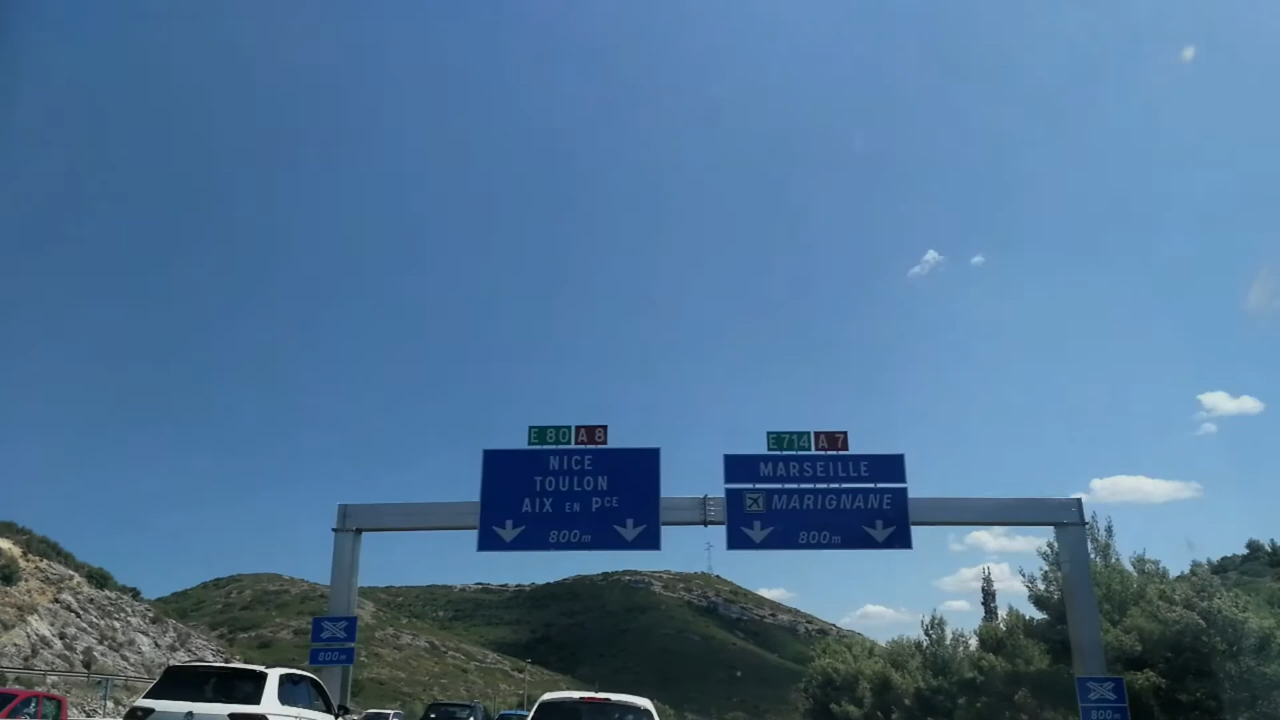 E 80 A 8
NICE
TOULON
AIX EN Pce
800m
E714 A 7
MARSEILLE
MARIGNANE
800m
800m
800m